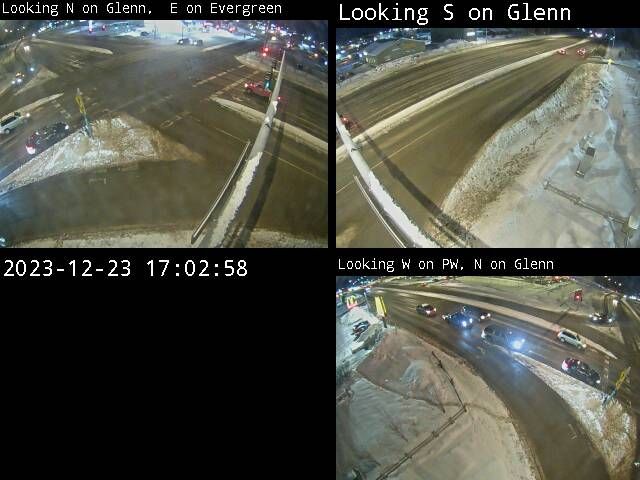 Looking N on Glenn,  E on Evergreen
Looking S on Glenn
2023-12-23 17:02:58
Looking W on PW, N on Glenn